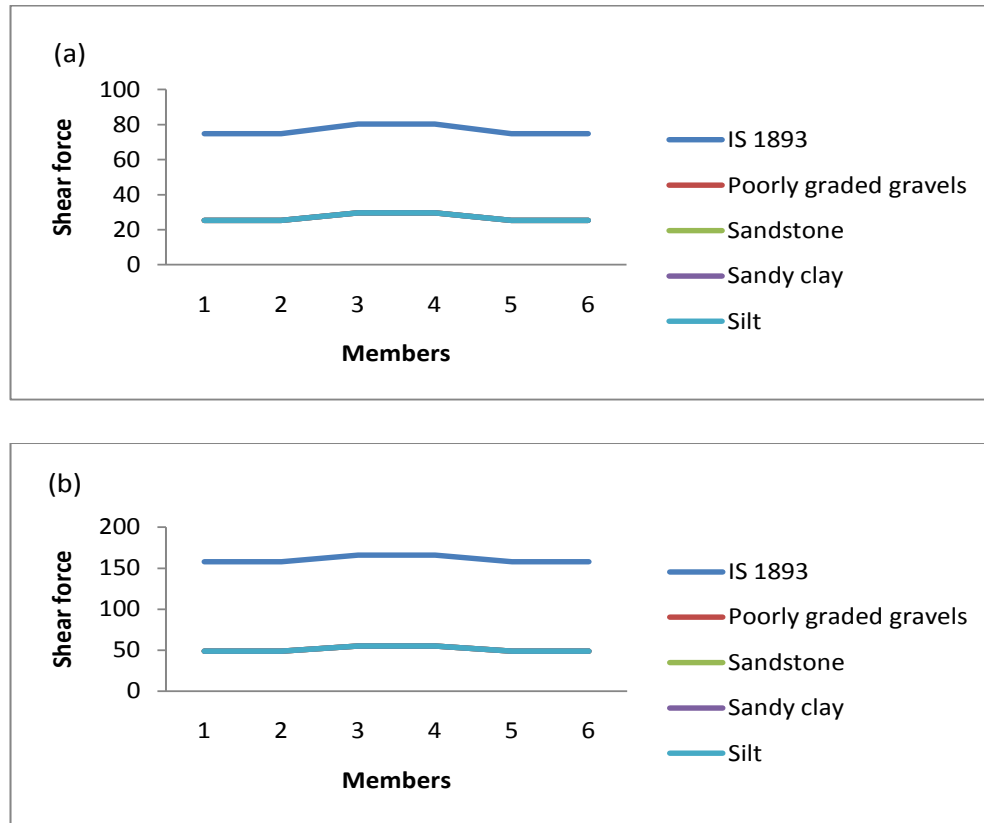 (a)
Shear force
100
80
60
40
20
0
1 2 3 4 5 6
Members
IS 1893
Poorly graded gravels
Sandstone
Sandy clay
Silt
(b)
Shear force
200
150
100
50
0
1 2 3 4 5 6
Members
IS 1893
Poorly graded gravels
Sandstone
Sandy clay
Silt